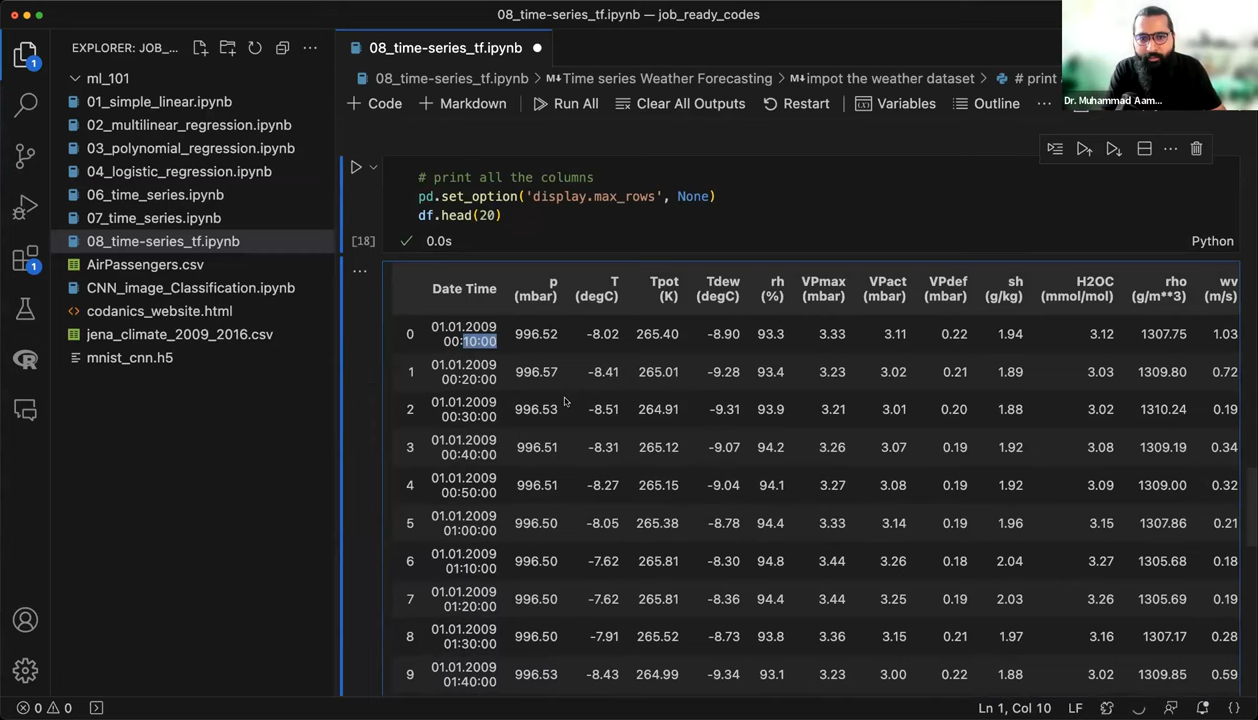 08_time-series_tf.ipynb — job_ready_codes
EXPLORER: JOB_...
08_time-series_tf.ipynb
08_time-series_tf.ipynb > M↓Time series Weather Forecasting > M↓impot the weather dataset > # print a
Code Markdown Run All Clear All Outputs Restart Variables Outline ...
Dr. Muhammad Aam...
ml_101
01_simple_linear.ipynb
02_multilinear_regression.ipynb
03_polynomial_regression.ipynb
04_logistic_regression.ipynb
06_time_series.ipynb
07_time_series.ipynb
08_time-series_tf.ipynb
AirPassengers.csv
CNN_image_Classification.ipynb
codanics_website.html
jena_climate_2009_2016.csv
mnist_cnn.h5
1
1
# print all the columns
pd.set_option('display.max_rows', None)
df.head(20)
[18] 0.0s Python
Date Time p (mbar) T (degC) Tpot (K) Tdew (degC) rh (%) VPmax (mbar) VPact (mbar) VPdef (mbar) sh (g/kg) H2OC (mmol/mol) rho (g/m**3) wv (m/s)
0 01.01.2009 00:10:00 996.52 -8.02 265.40 -8.90 93.3 3.33 3.11 0.22 1.94 3.12 1307.75 1.03
1 01.01.2009 00:20:00 996.57 -8.41 265.01 -9.28 93.4 3.23 3.02 0.21 1.89 3.03 1309.80 0.72
2 01.01.2009 00:30:00 996.53 -8.51 264.91 -9.31 93.9 3.21 3.01 0.20 1.88 3.02 1310.24 0.19
3 01.01.2009 00:40:00 996.51 -8.31 265.12 -9.07 94.2 3.26 3.07 0.19 1.92 3.08 1309.19 0.34
4 01.01.2009 00:50:00 996.51 -8.27 265.15 -9.04 94.1 3.27 3.08 0.19 1.92 3.09 1309.00 0.32
5 01.01.2009 01:00:00 996.50 -8.05 265.38 -8.78 94.4 3.33 3.14 0.19 1.96 3.15 1307.86 0.21
6 01.01.2009 01:10:00 996.50 -7.62 265.81 -8.30 94.8 3.44 3.26 0.18 2.04 3.27 1305.68 0.18
7 01.01.2009 01:20:00 996.50 -7.62 265.81 -8.36 94.4 3.44 3.25 0.19 2.03 3.26 1305.69 0.19
8 01.01.2009 01:30:00 996.50 -7.91 265.52 -8.73 93.8 3.36 3.15 0.21 1.97 3.16 1307.17 0.28
9 01.01.2009 01:40:00 996.53 -8.43 264.99 -9.34 93.1 3.23 3.00 0.22 1.88 3.02 1309.85 0.59
0 0 Ln 1, Col 10 LF